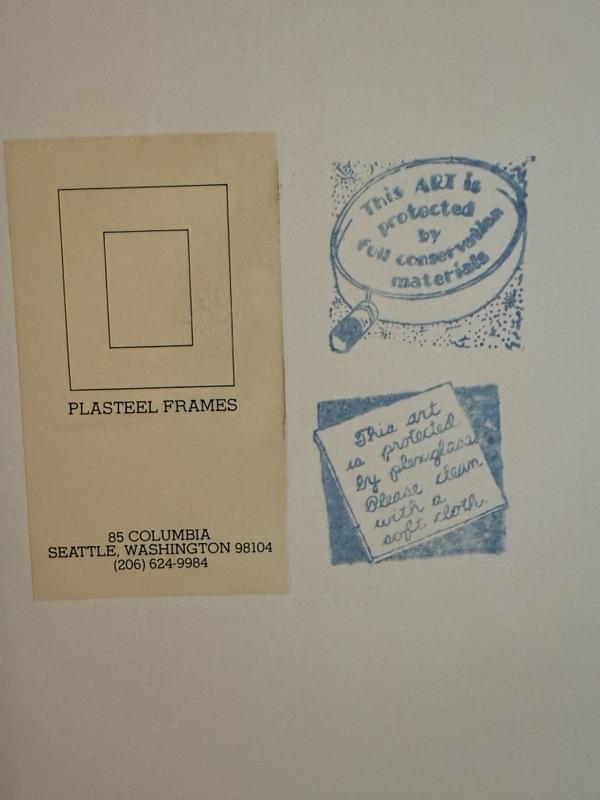 PLASTEEL FRAMES
85 COLUMBIA
SEATTLE, WASHINGTON 98104
(206) 624-9984
This ART is
protected
by
full conservation
materials
This art
is protected
by plexiglass.
Please clean
with a
soft cloth.